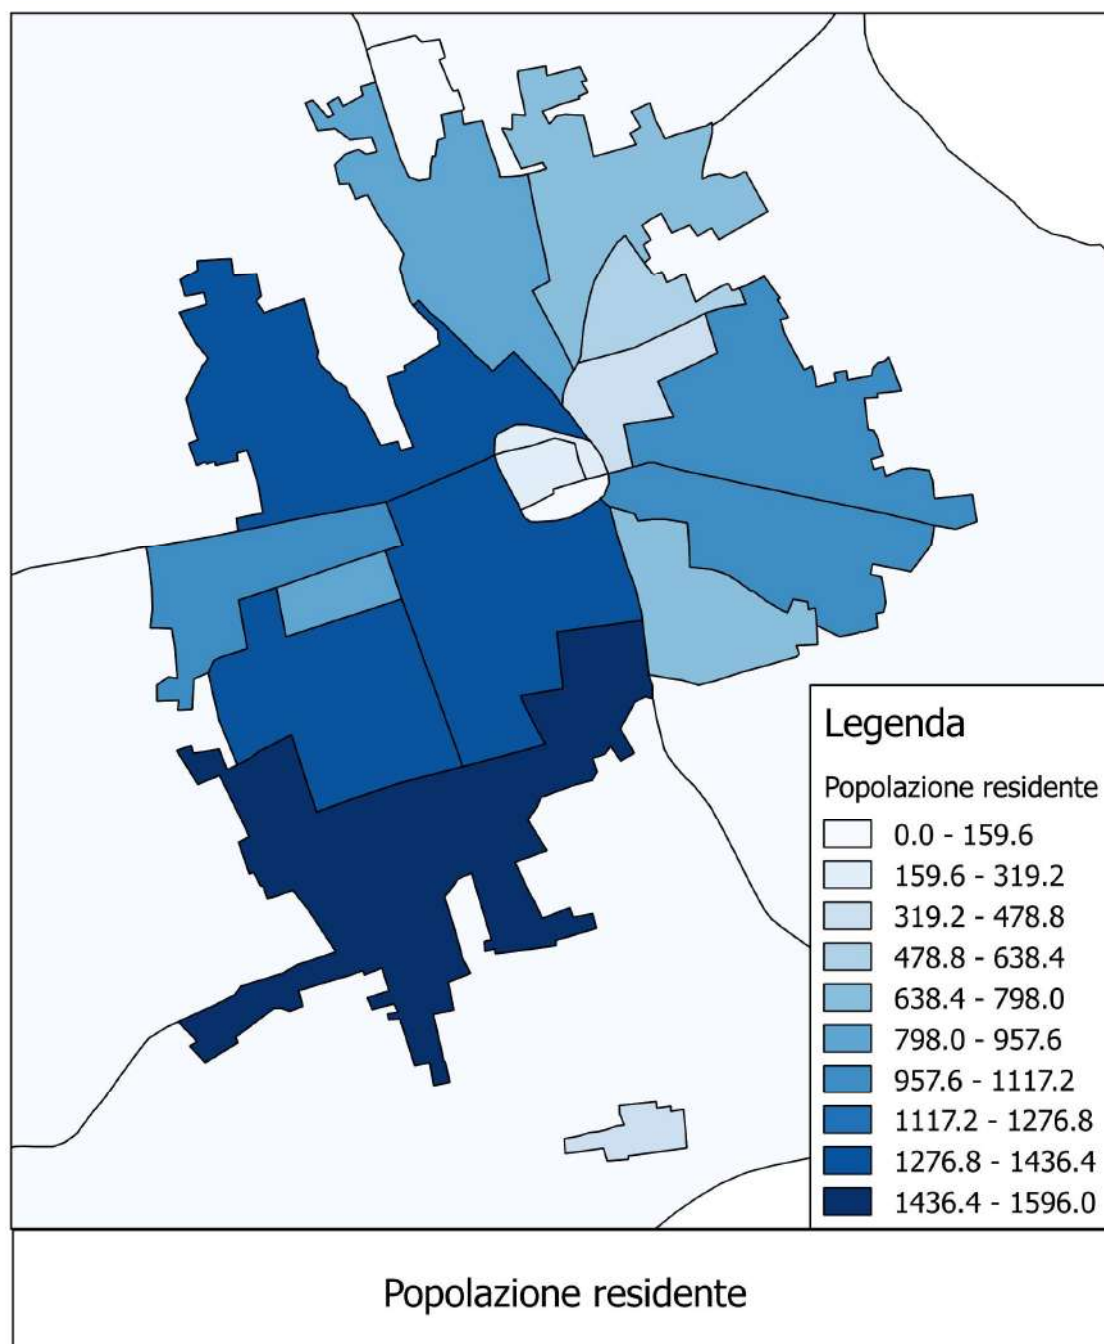 Legenda
Popolazione residente
0.0 - 159.6
159.6 - 319.2
319.2 - 478.8
478.8 - 638.4
638.4 - 798.0
798.0 - 957.6
957.6 - 1117.2
1117.2 - 1276.8
1276.8 - 1436.4
1436.4 - 1596.0
Popolazione residente